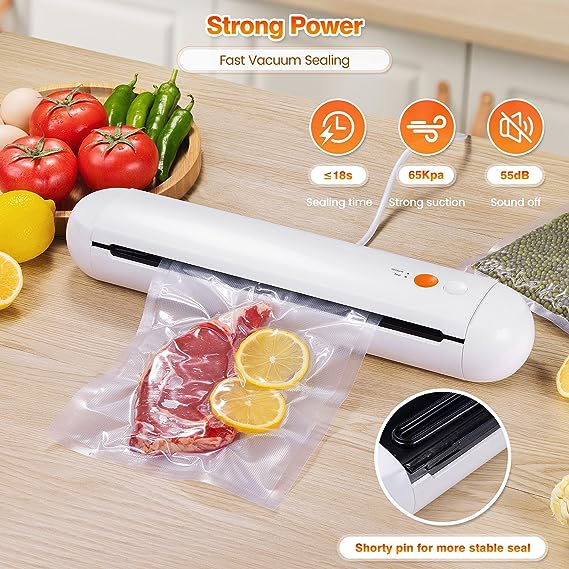 Strong Power
Fast Vacuum Sealing
≤18s
65Kpa
55dB
Sealing time
Strong suction
Sound off
Shorty pin for more stable seal